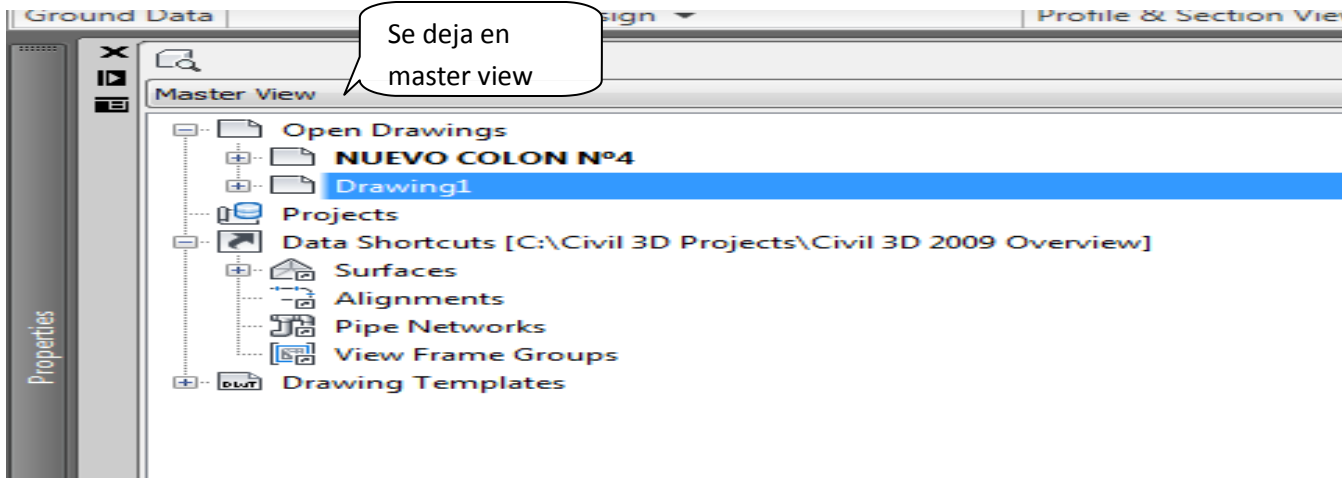 Ground Data
sign
Profile & Section Vie
Se deja en
master view
Master View
Open Drawings
NUEVO COLON Nº4
Drawing1
Projects
Data Shortcuts [C:\Civil 3D Projects\Civil 3D 2009 Overview]
Surfaces
Alignments
Pipe Networks
View Frame Groups
DWT Drawing Templates
Properties